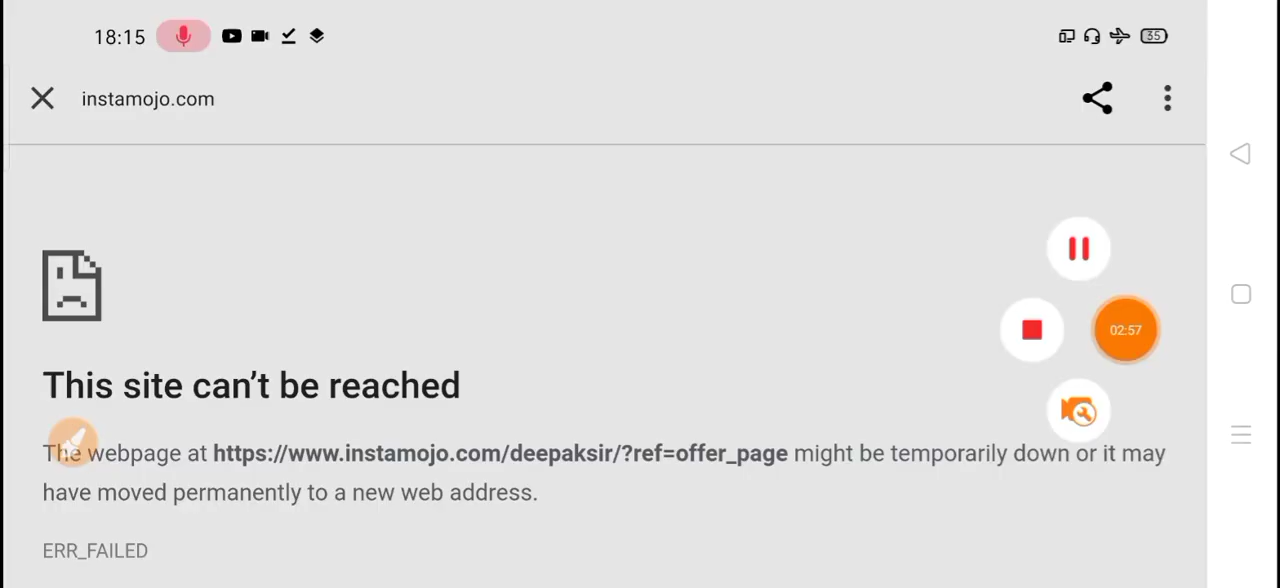 18:15
35
instamojo.com
02:57
This site can't be reached
The webpage at https://www.instamojo.com/deepaksir/?ref=offer_page might be temporarily down or it may
have moved permanently to a new web address.
ERR_FAILED